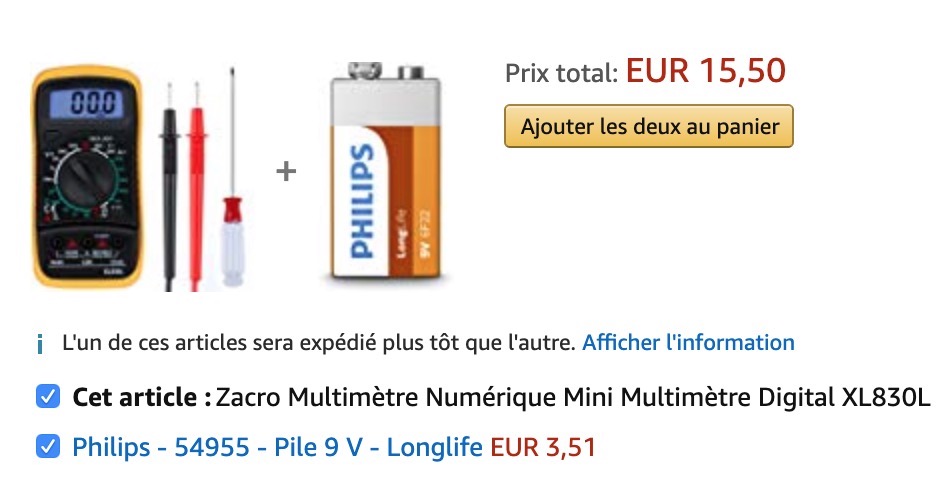 Prix total: EUR 15,50
Ajouter les deux au panier
000
+
PHILIPS
LongLife
9V 6F22
L'un de ces articles sera expédié plus tôt que l'autre. Afficher l'information
Cet article : Zacro Multimètre Numérique Mini Multimètre Digital XL830L
Philips - 54955 - Pile 9 V - Longlife EUR 3,51